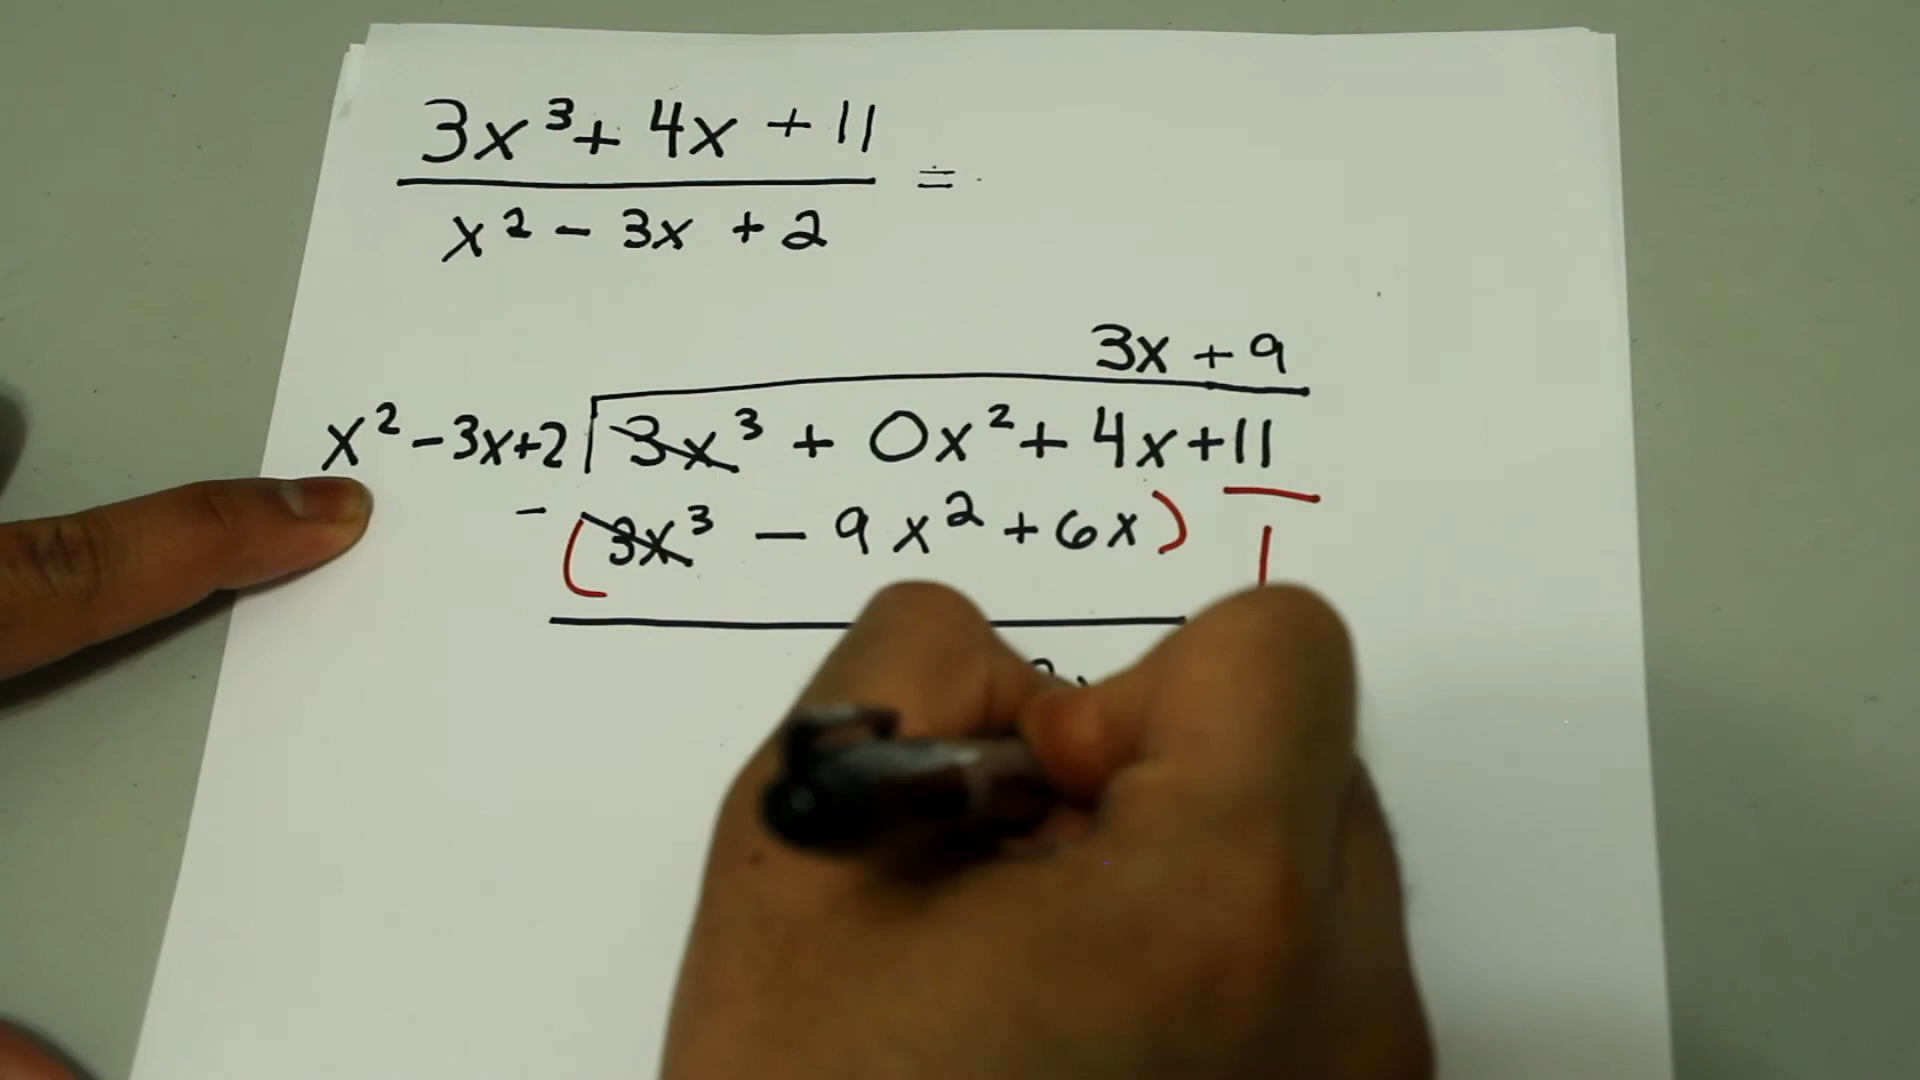 3x³ + 4x + 11
x² - 3x + 2
=
3x + 9
x² - 3x + 2 3x³ + 0x² + 4x + 11
- (3x³ - 9x² + 6x)